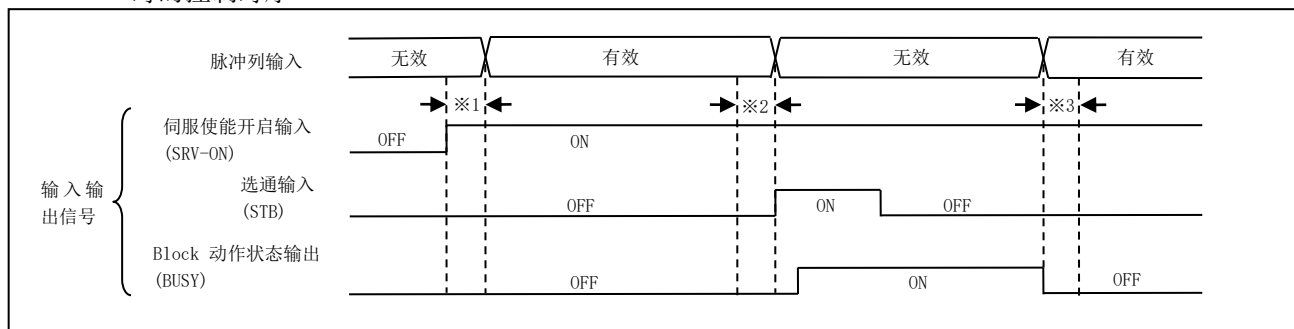 脉冲列输入 无效 有效 无效 有效
※1 ※2 ※3
伺服使能开启输入
(SRV-ON)
OFF ON
选通输入
(STB)
OFF ON OFF
输入输
出信号
Block 动作状态输出
(BUSY)
OFF ON OFF